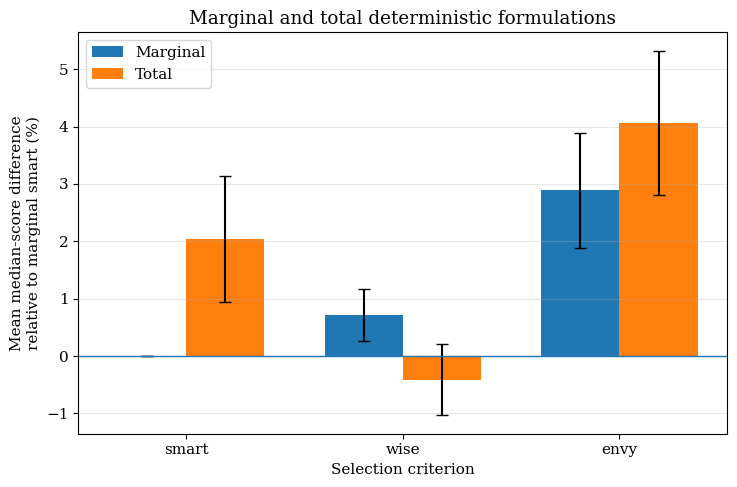 Marginal and total deterministic formulations
Marginal
Total
Mean median-score difference
relative to marginal smart (%)
5
4
3
2
1
0
−1
smart
wise
envy
Selection criterion